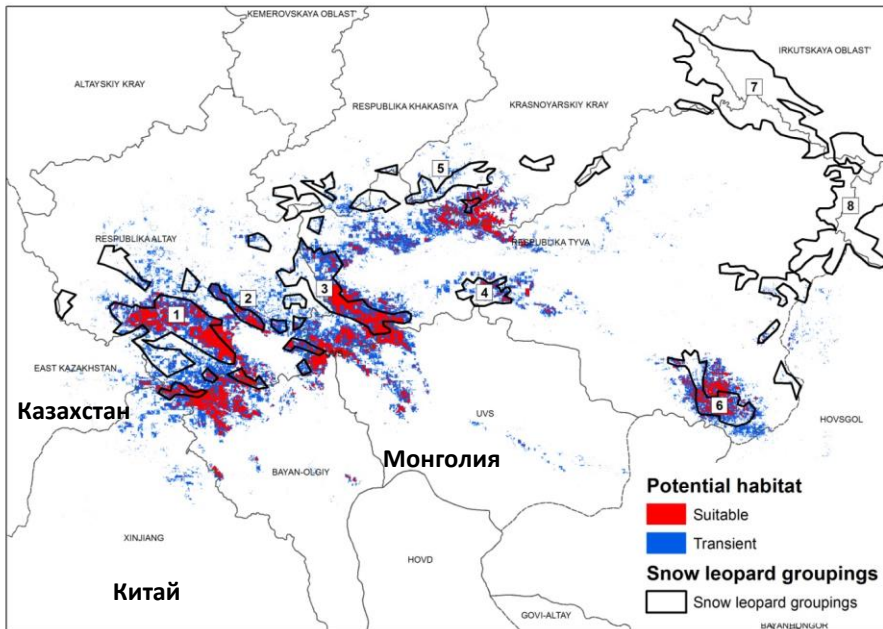 KEMEROVSKAYA OBLAST'
IRKUTSKAYA OBLAST'
ALTAYSKIY KRAY
7
RESPUBLIKA KHAKASIYA
KRASNOYARSKIY KRAY
5
8
RESPUBLIKA ALTAY
RESPUBLIKA TYVA
3
4
2
1
EAST KAZAKHSTAN
Казахстан
6
UVS
HOVSGOL
Монголия
BAYAN-OLGIY
Potential habitat
Suitable
Transient
XINJIANG
HOVD
Snow leopard groupings
Snow leopard groupings
Китай
GOVI-ALTAY
BAYANHONGOR